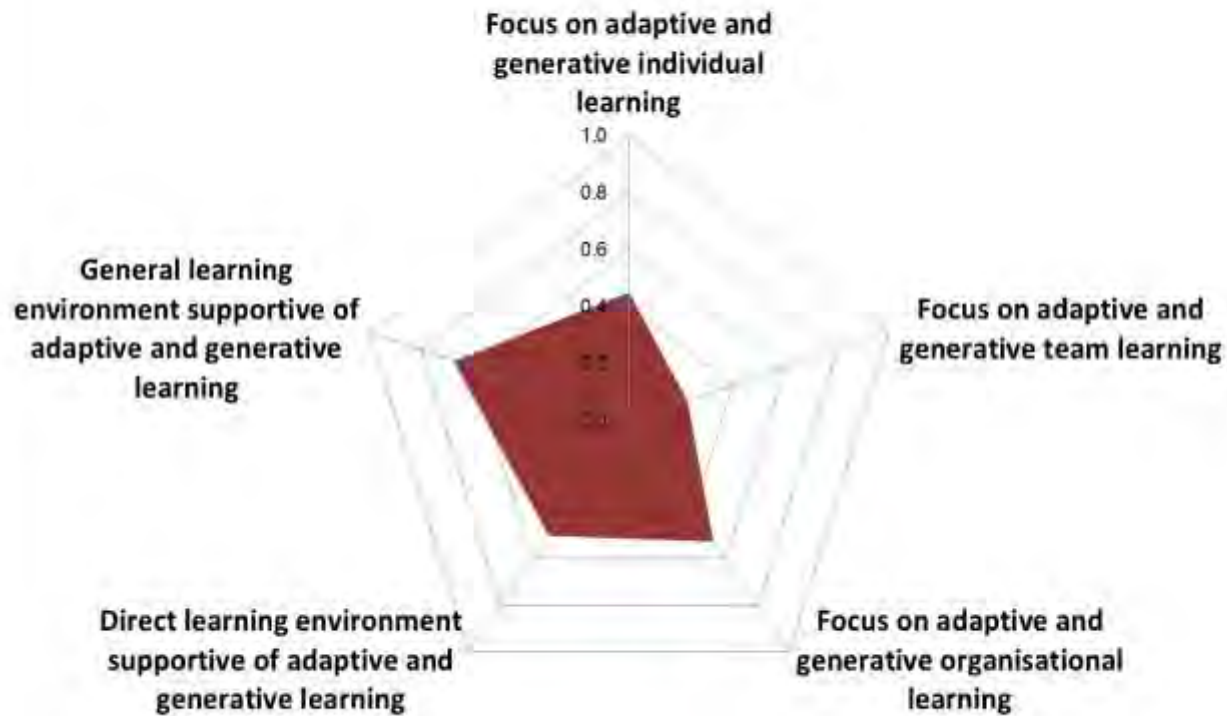 Focus on adaptive and
generative individual
learning
1.0
0.8
0.6
0.4
General learning
environment supportive of
adaptive and generative
learning
Focus on adaptive and
generative team learning
Direct learning environment
supportive of adaptive and
generative learning
Focus on adaptive and
generative organisational
learning